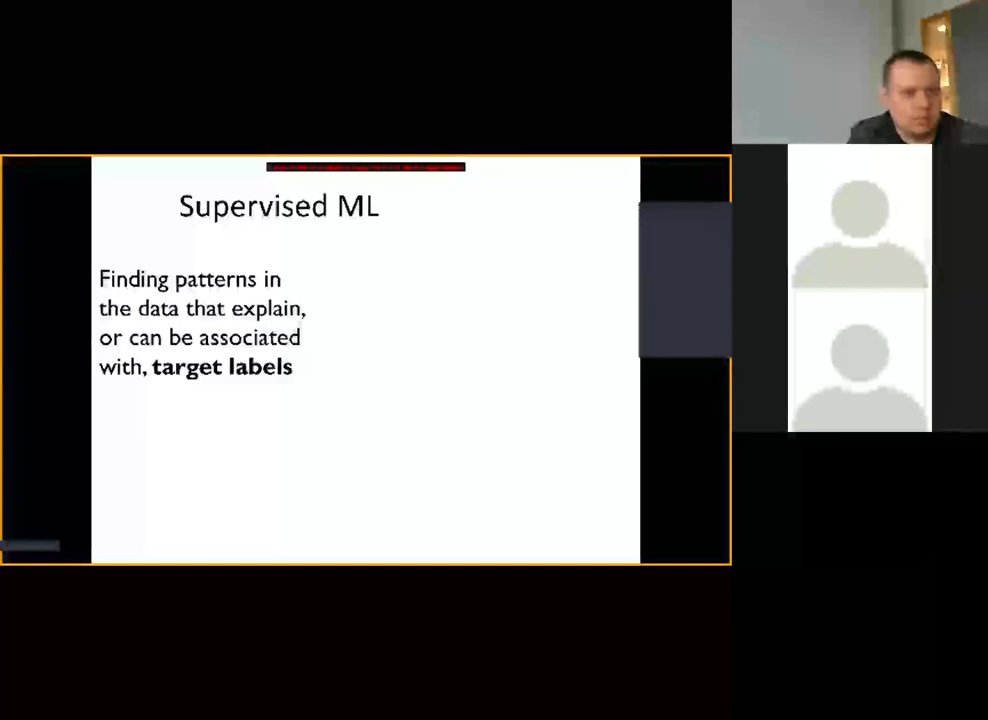 Supervised ML
Finding patterns in
the data that explain,
or can be associated
with, target labels